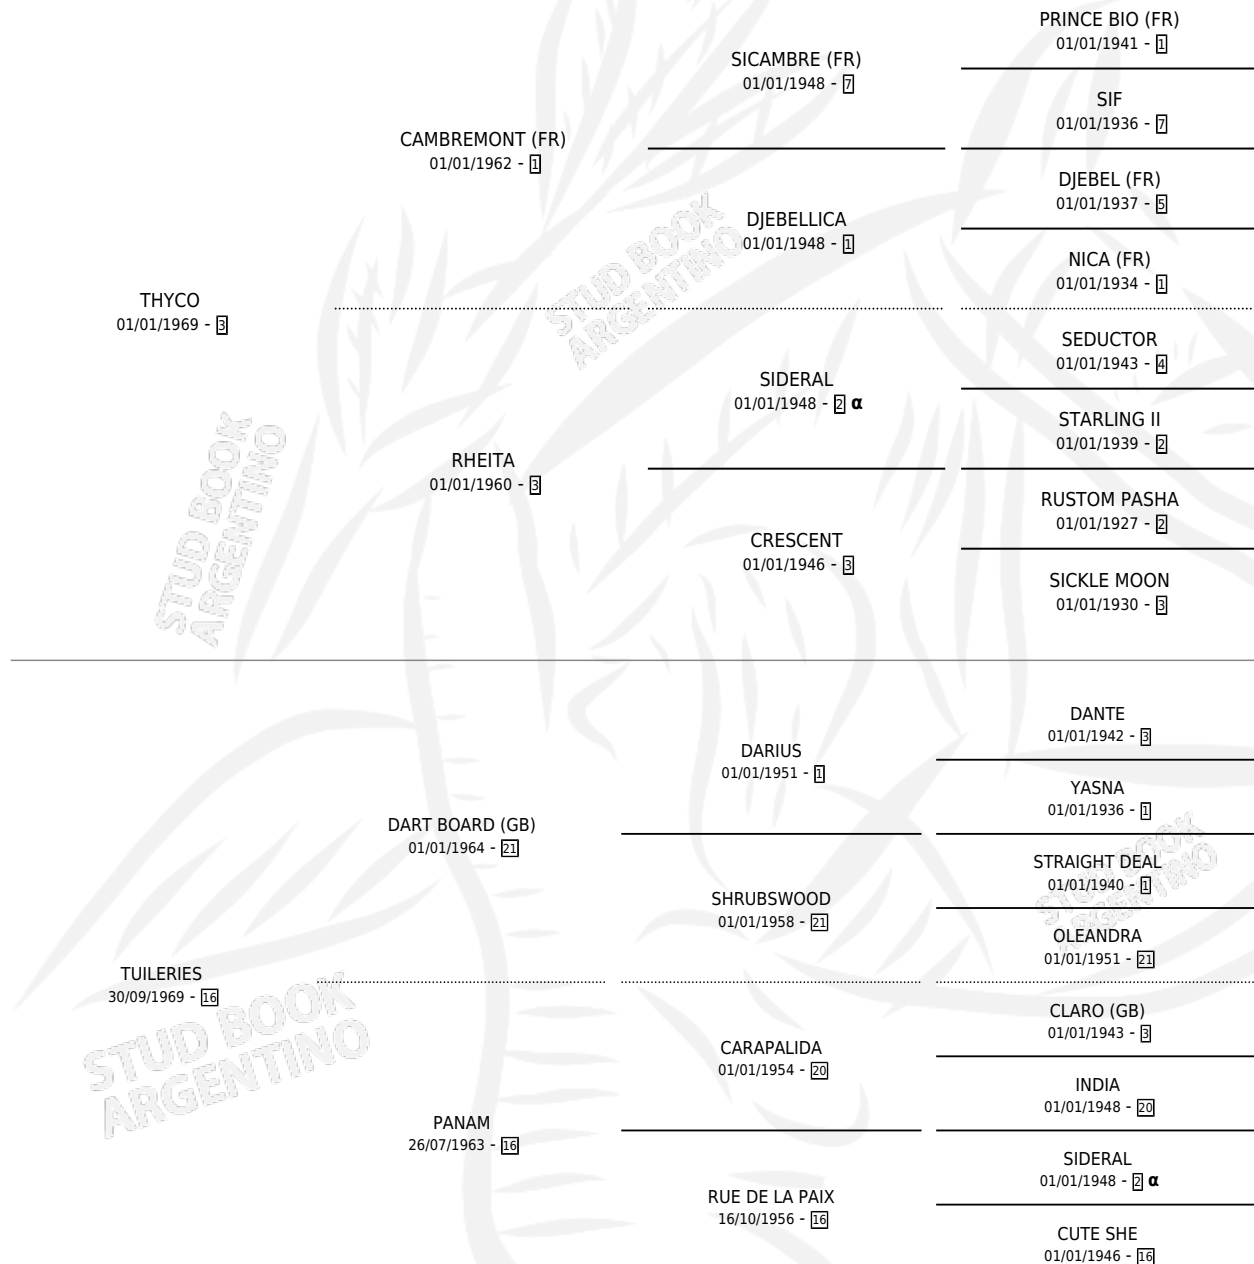 PRINCE BIO (FR)
01/01/1941 - 1
SICAMBRE (FR)
01/01/1948 - 7
SIF
01/01/1936 - 7
CAMBREMONT (FR)
01/01/1962 - 1
DJEBEL (FR)
01/01/1937 - 5
DJEBELLICA
01/01/1948 - 1
NICA (FR)
01/01/1934 - 1
THYCO
01/01/1969 - 3
SEDUCTOR
01/01/1943 - 4
SIDERAL
01/01/1948 - 2 α
STARLING II
01/01/1939 - 2
RHEITA
01/01/1960 - 3
RUSTOM PASHA
01/01/1927 - 2
CRESCENT
01/01/1946 - 3
SICKLE MOON
01/01/1930 - 3
DANTE
01/01/1942 - 3
DARIUS
01/01/1951 - 1
YASNA
01/01/1936 - 1
DART BOARD (GB)
01/01/1964 - 21
STRAIGHT DEAL
01/01/1940 - 1
SHRUBSWOOD
01/01/1958 - 21
OLEANDRA
01/01/1951 - 21
TUILERIES
30/09/1969 - 16
CLARO (GB)
01/01/1943 - 3
CARAPALIDA
01/01/1954 - 20
INDIA
01/01/1948 - 20
PANAM
26/07/1963 - 16
SIDERAL
01/01/1948 - 2 α
RUE DE LA PAIX
16/10/1956 - 16
CUTE SHE
01/01/1946 - 16
STUD BOOK
ARGENTINO
STUD BOOK
ARGENTINO
STUD BOOK
ARGENTINO
STUD BOOK
ARGENTINO